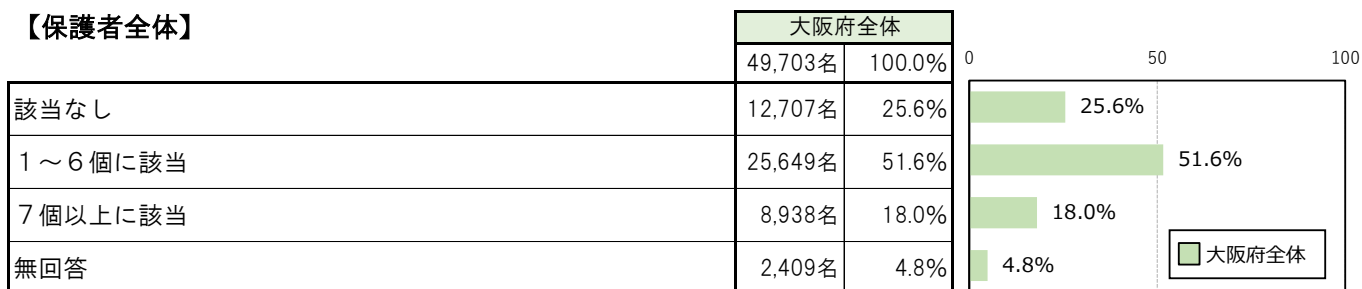 【保護者全体】
大阪府全体
49,703名 100.0%
0 50 100
該当なし 12,707名 25.6% 25.6%
１～６個に該当 25,649名 51.6% 51.6%
７個以上に該当 8,938名 18.0% 18.0%
無回答 2,409名 4.8% 4.8%
大阪府全体